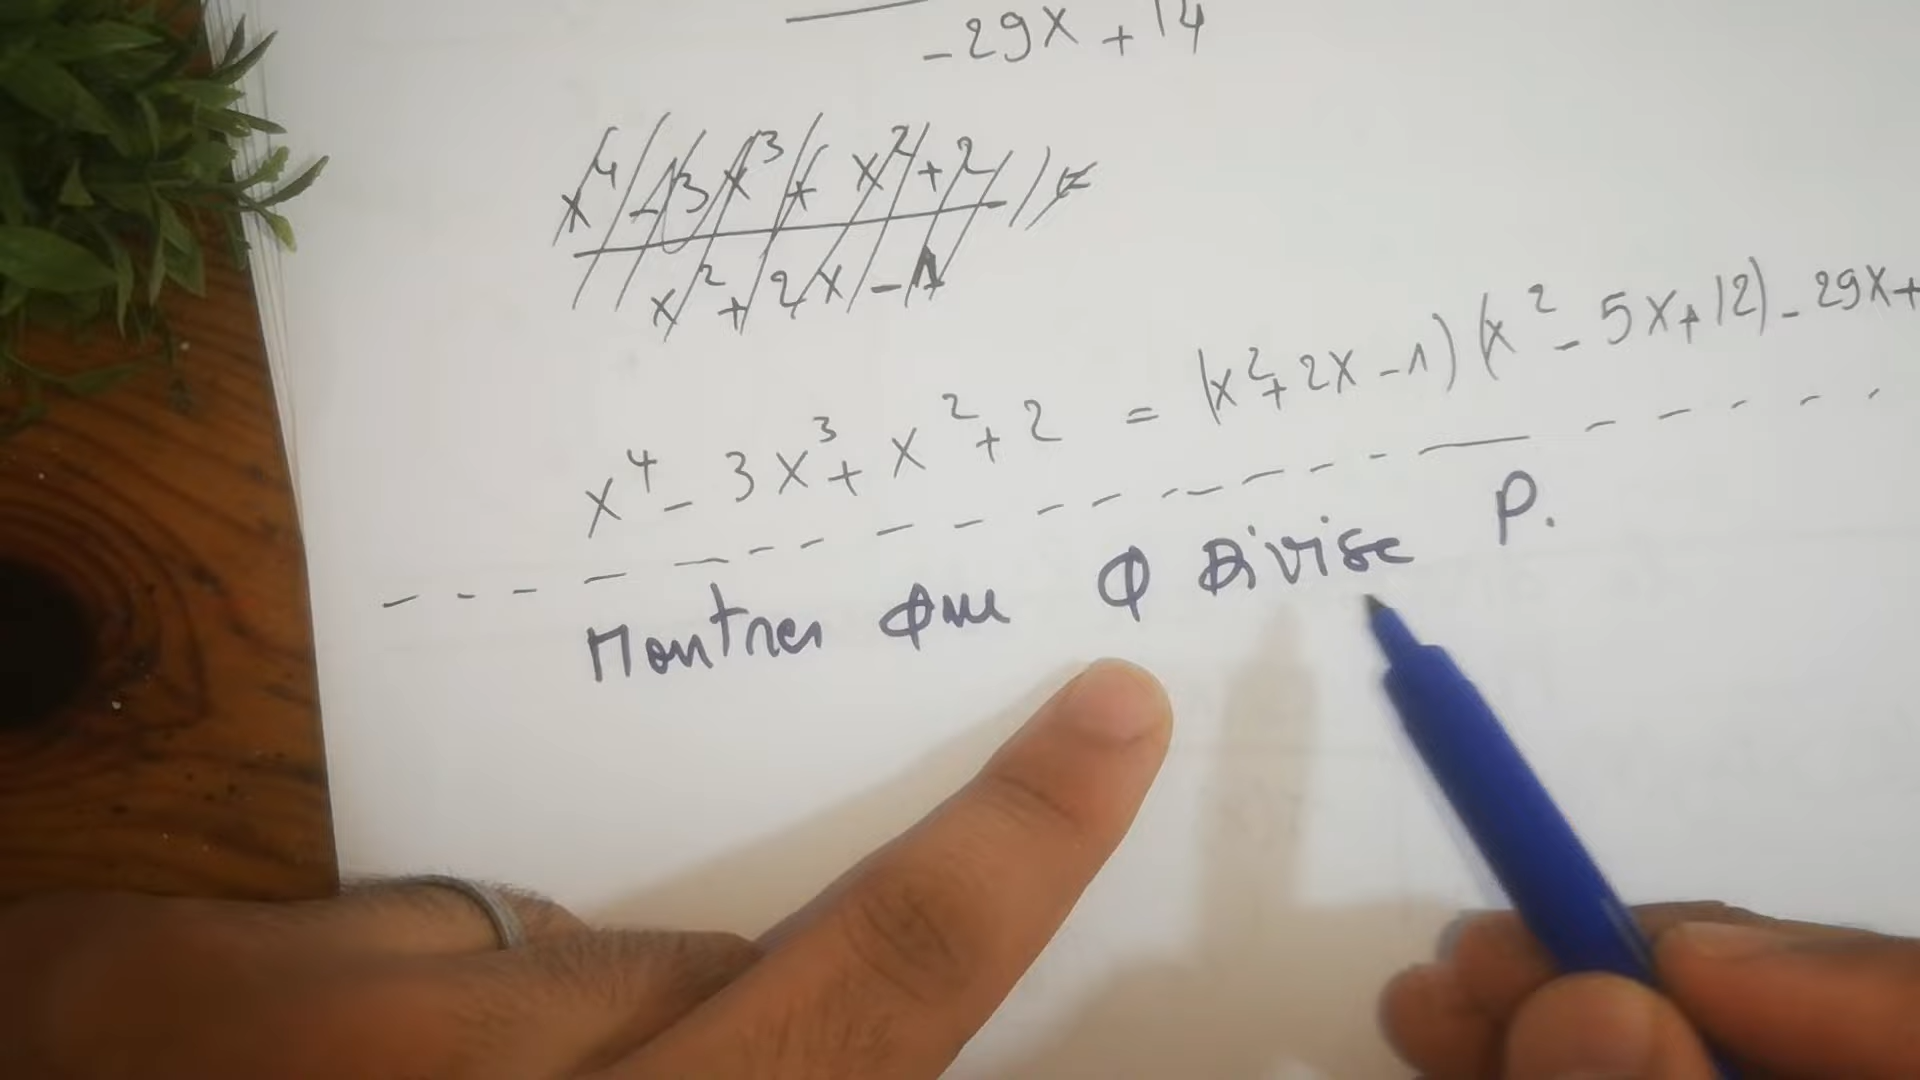 -29x + 14
x⁴ - 3x³ + x² + 2
x² + 2x - 1
x⁴ - 3x³ + x² + 2 = (x² + 2x - 1)(x² - 5x + 12) - 29x +
Montrer que Q Divise P.